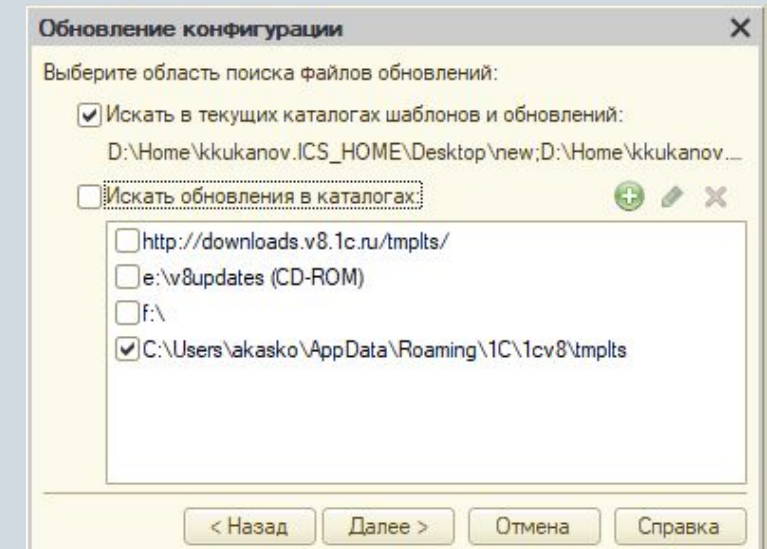 Обновление конфигурации
Выберите область поиска файлов обновлений:
Искать в текущих каталогах шаблонов и обновлений:
D:\Home\kkukanov.ICS_HOME\Desktop\new;D:\Home\kkukanov....
Искать обновления в каталогах:
http://downloads.v8.1c.ru/tmplts/
e:\v8updates (CD-ROM)
f:\
C:\Users\akasko\AppData\Roaming\1C\1cv8\tmplts
< Назад Далее > Отмена Справка